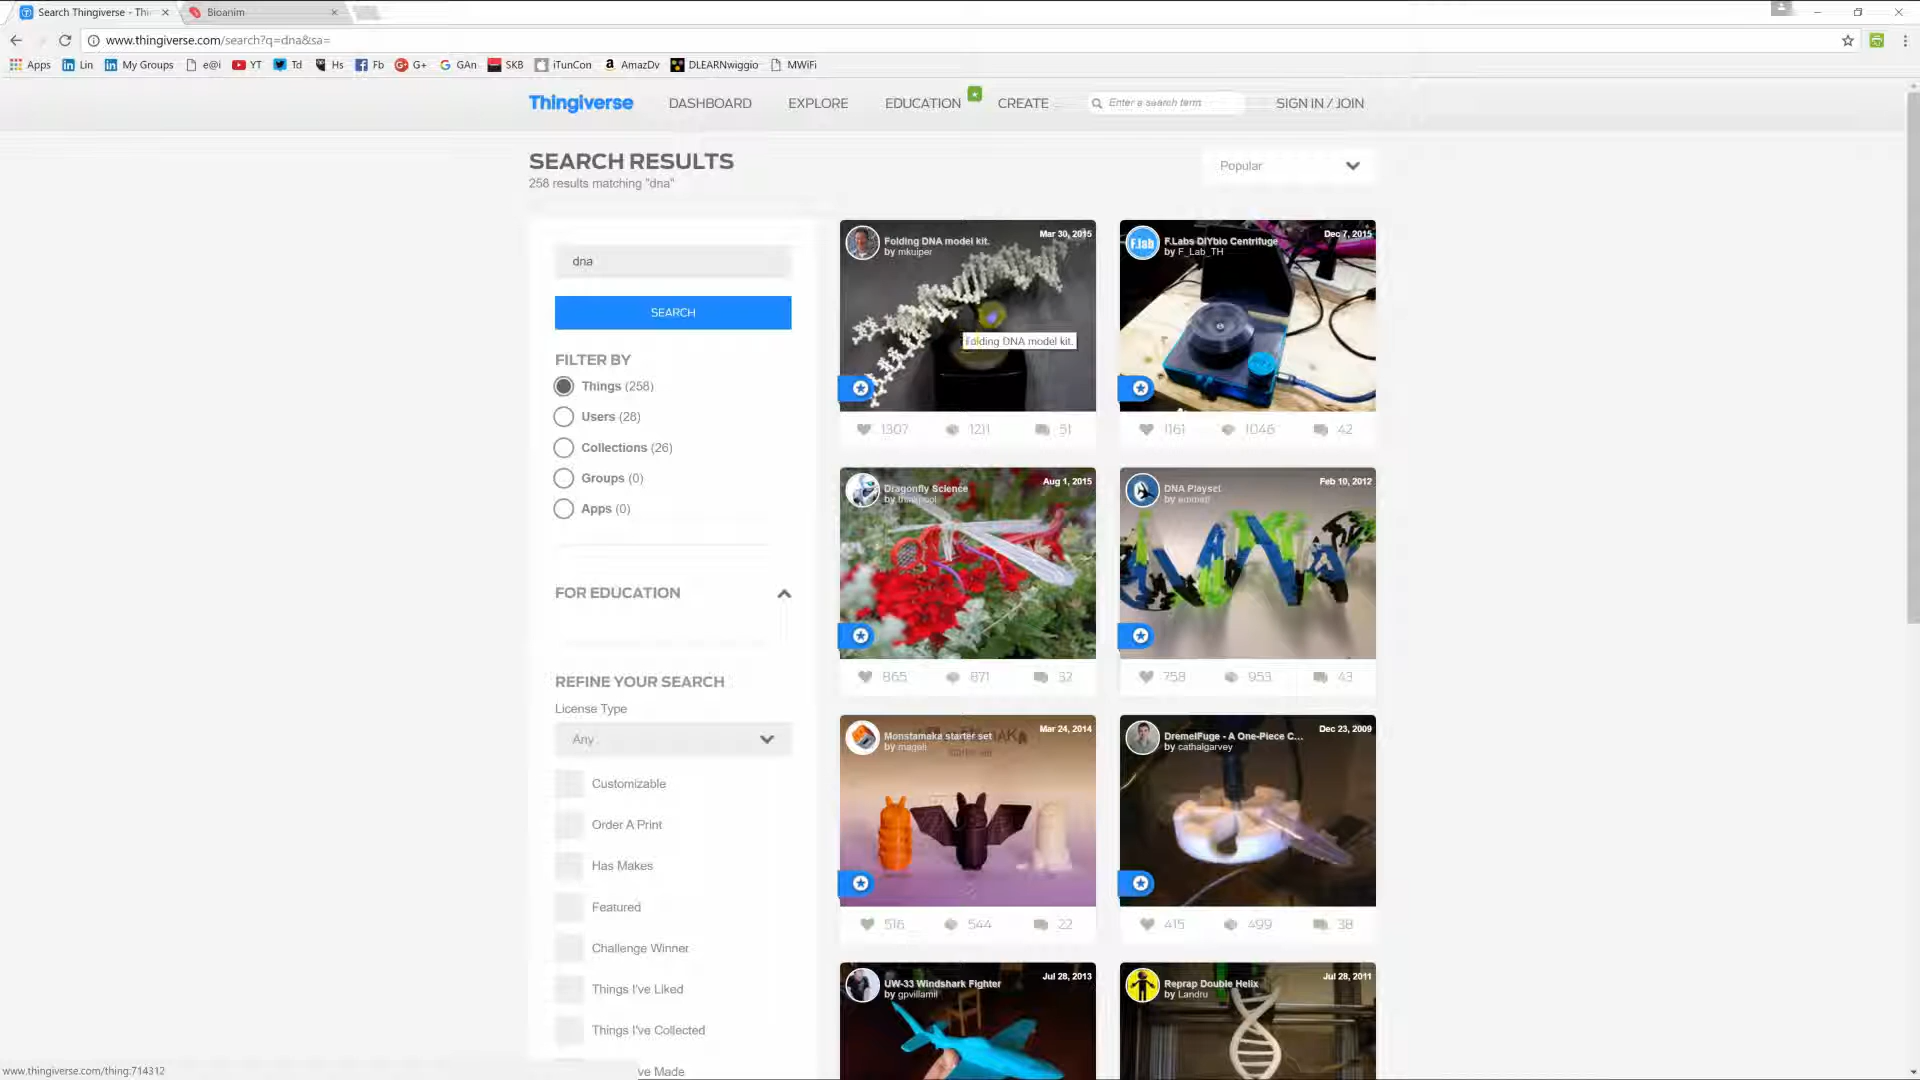 Search Thingiverse - Thi
Bioanim
www.thingiverse.com/search?q=dna&sa=
Apps
Lin
My Groups
e@i
YT
Td
Hs
Fb
G+
GAn
SKB
iTunCon
AmazDv
DLEARNwiggio
MWiFi
Thingiverse
DASHBOARD
EXPLORE
EDUCATION
CREATE
Enter a search term
SIGN IN / JOIN
SEARCH RESULTS
258 results matching "dna"
Popular
dna
SEARCH
FILTER BY
Things (258)
Users (28)
Collections (26)
Groups (0)
Apps (0)
FOR EDUCATION
REFINE YOUR SEARCH
License Type
Any
Customizable
Order A Print
Has Makes
Featured
Challenge Winner
Things I've Liked
Things I've Collected
've Made
Folding DNA model kit.
by mkuiper
Mar 30, 2015
Folding DNA model kit.
1307 1211 51
F.lab
F.Labs DIYbio Centrifuge
by F_Lab_TH
Dec 7, 2015
1161 1046 42
Dragonfly Science
by thinkpool
Aug 1, 2015
865 871 32
DNA Playset
by emmett
Feb 10, 2012
758 953 43
Monstamaka starter set
by mageli
Mar 24, 2014
516 544 22
DremelFuge - A One-Piece C...
by cathalgarvey
Dec 23, 2009
415 499 38
UW-33 Windshark Fighter
by gpvillamil
Jul 28, 2013
Reprap Double Helix
by Landru
Jul 28, 2011
www.thingiverse.com/thing:714312